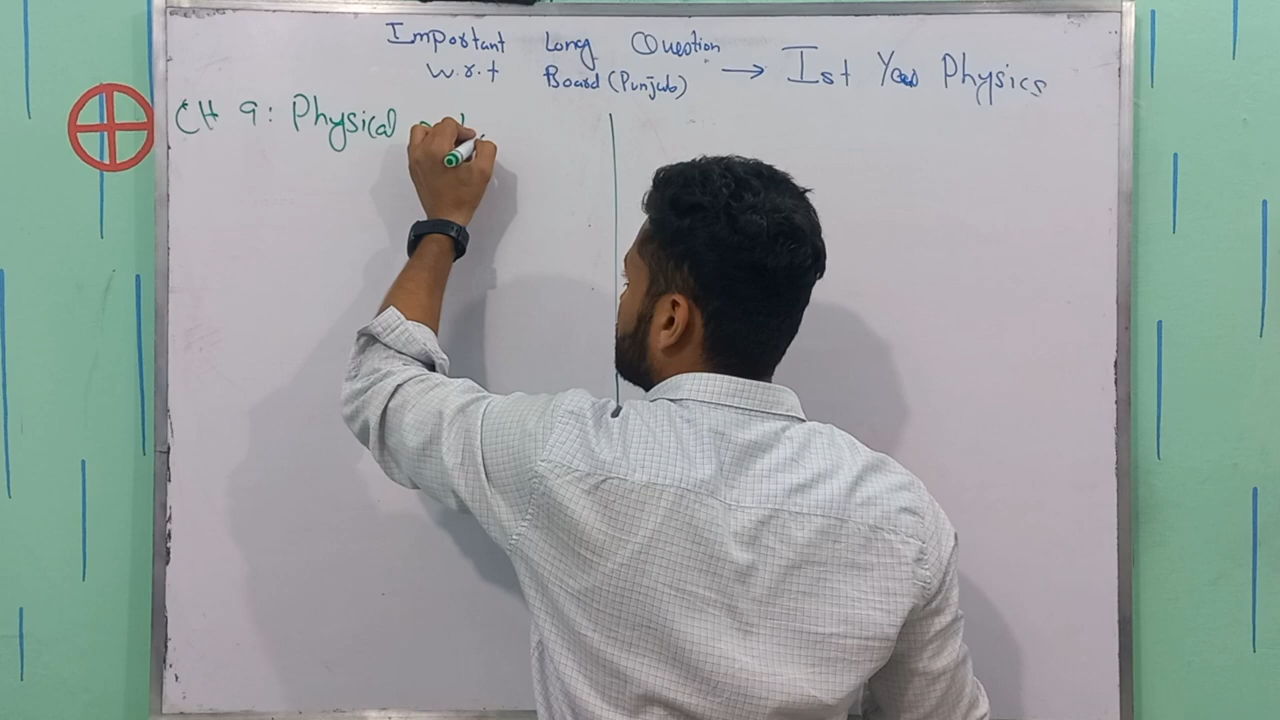 Important Long Question
w.r.t Board (Punjab) → Ist Year Physics
CH 9: Physical